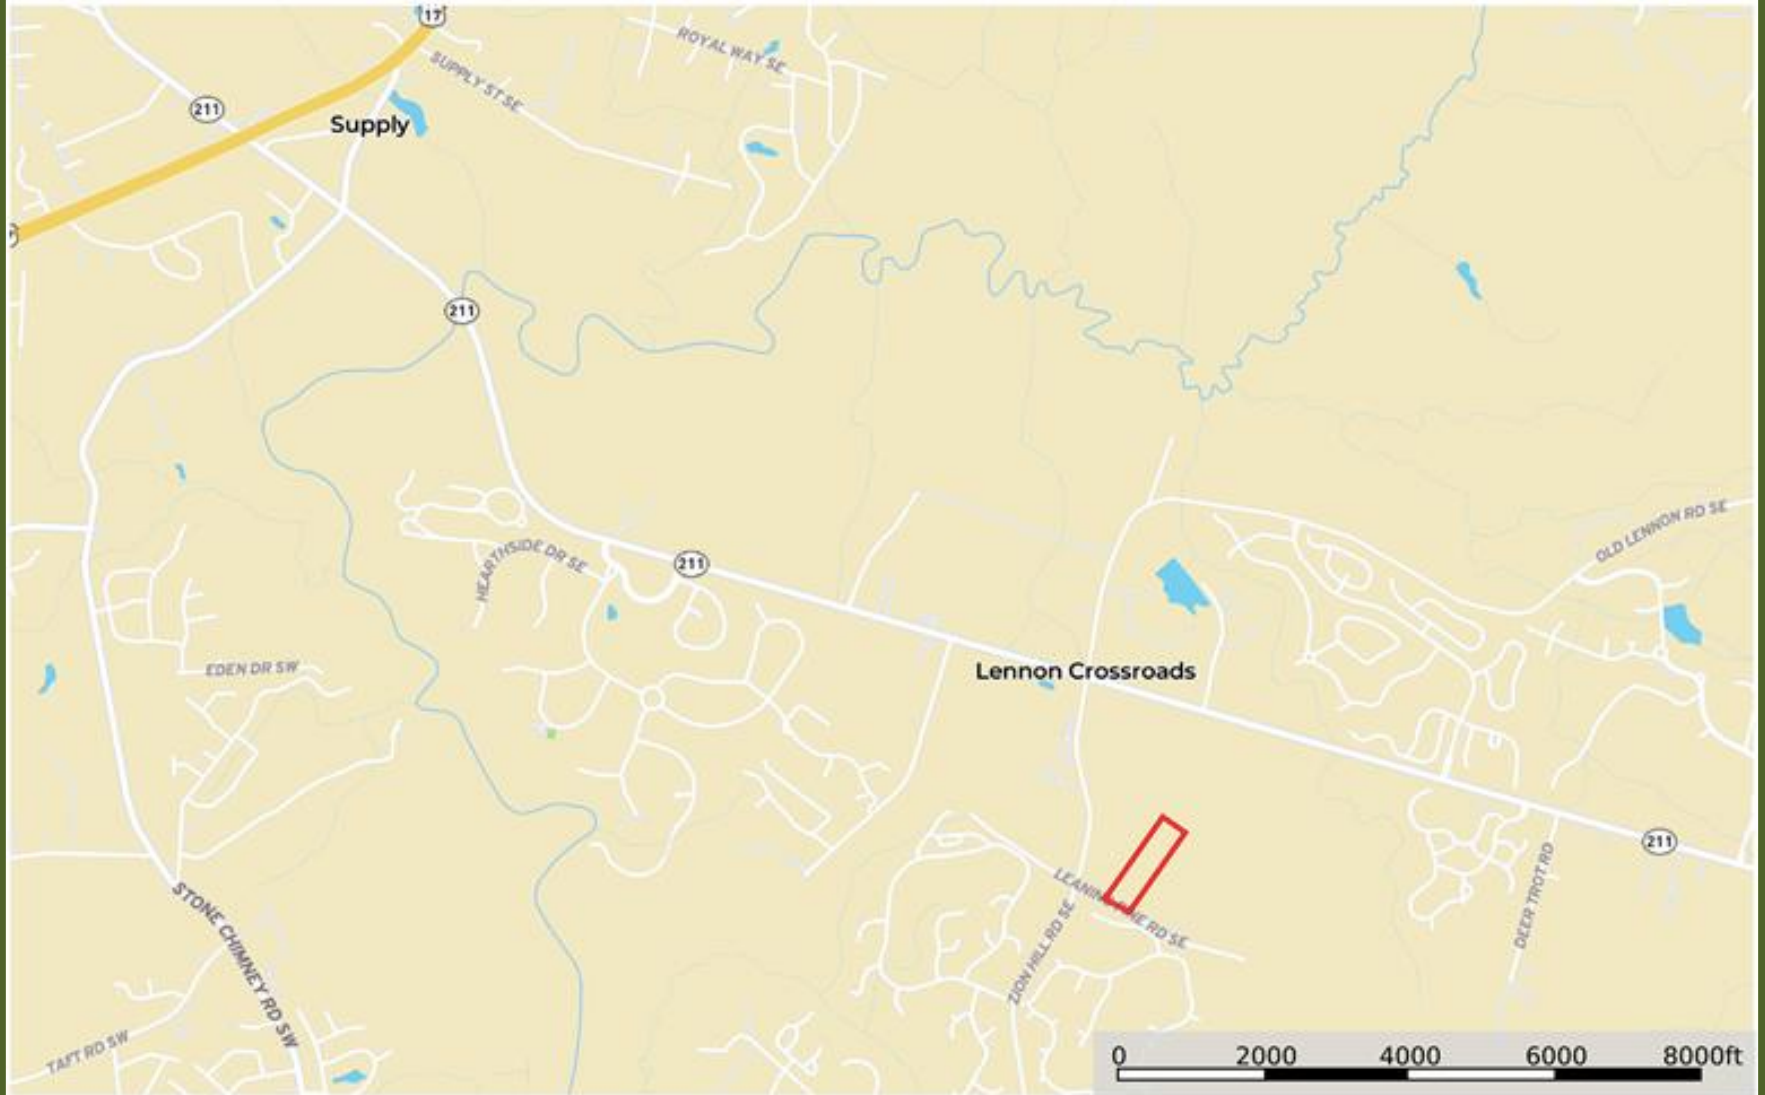 17
ROYAL WAY SE
SUPPLY ST SE
211
Supply
211
OLD LENNON RD SE
HEARTHSIDE DR SE
211
EDEN DR SW
Lennon Crossroads
211
LEANING PINE RD SE
DEER TROT RD
STONE CHIMNEY RD SW
ZION HILL RD SE
TAFT RD SW
0 2000 4000 6000 8000ft